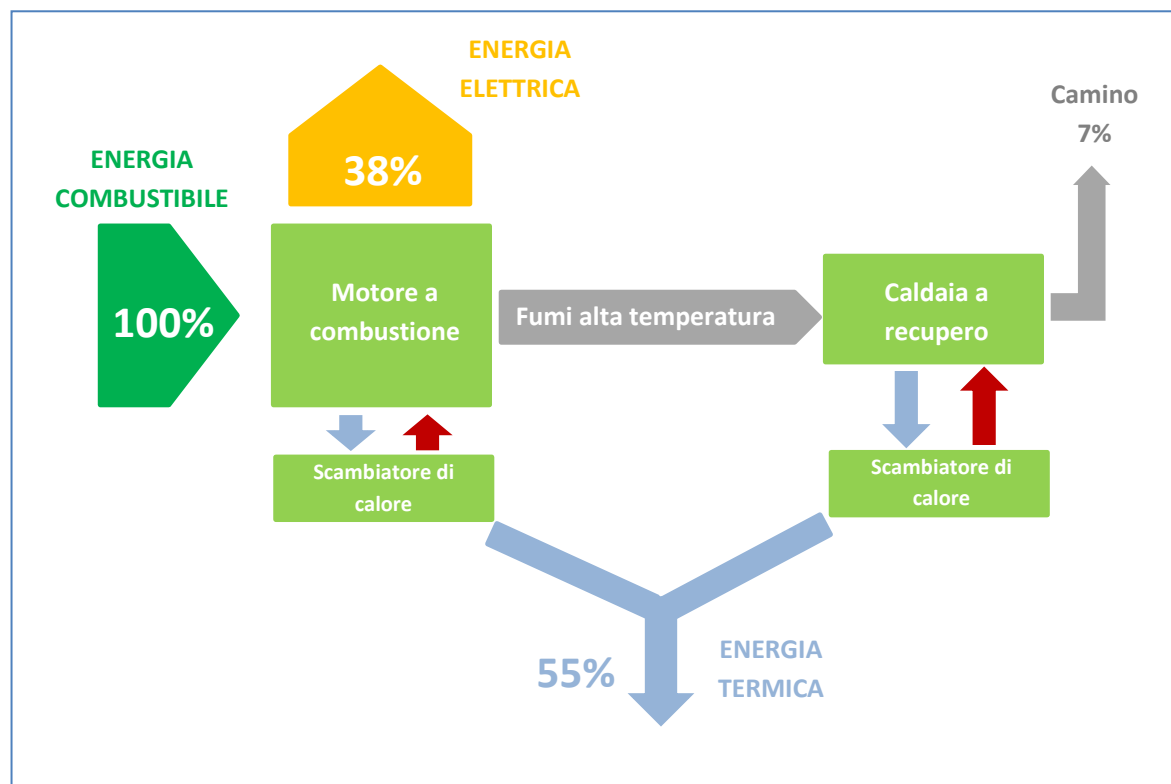 ENERGIA
ELETTRICA
Camino
7%
ENERGIA
COMBUSTIBILE
38%
100%
Motore a
combustione
Fumi alta temperatura
Caldaia a
recupero
Scambiatore di
calore
Scambiatore di
calore
55%
ENERGIA
TERMICA